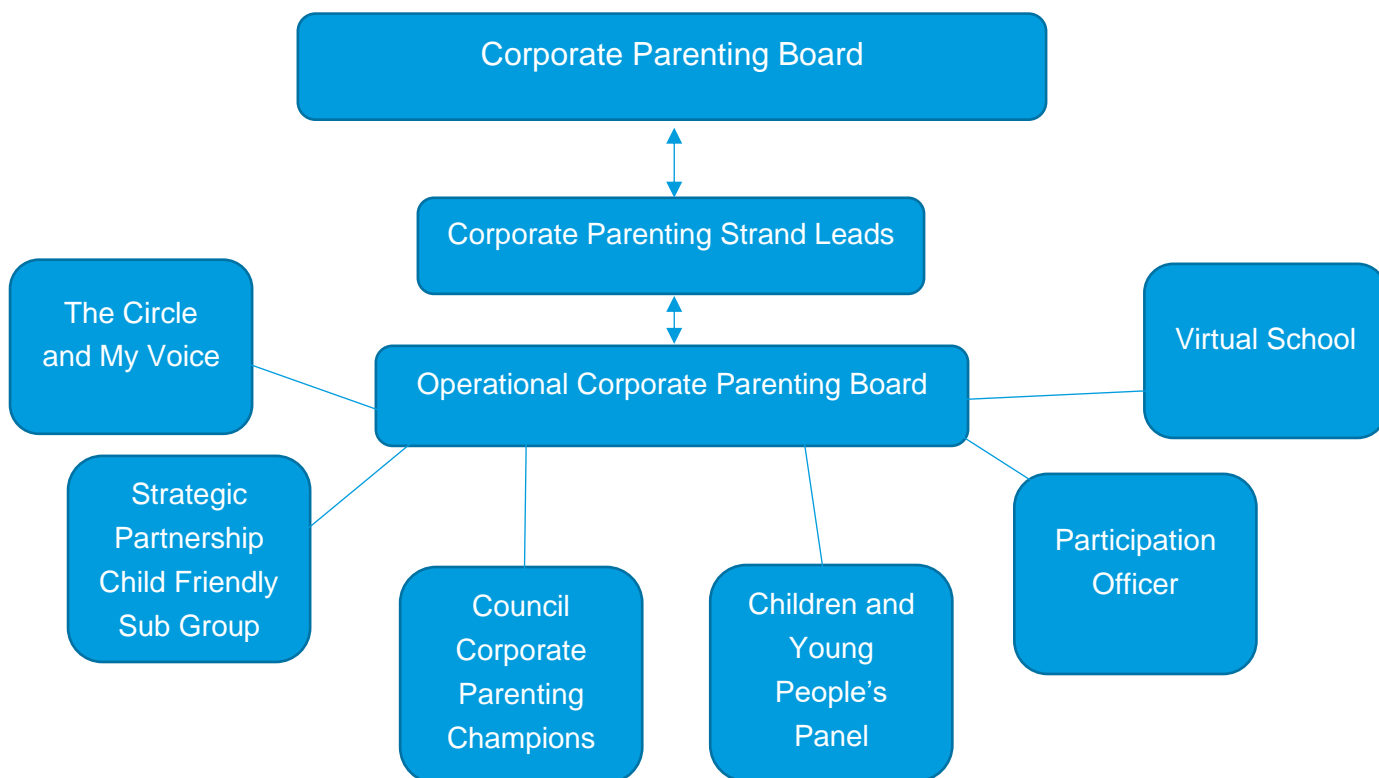 Corporate Parenting Board
Corporate Parenting Strand Leads
The Circle
and My Voice
Virtual School
Operational Corporate Parenting Board
Strategic
Partnership
Child Friendly
Sub Group
Participation
Officer
Council
Corporate
Parenting
Champions
Children and
Young
People’s
Panel